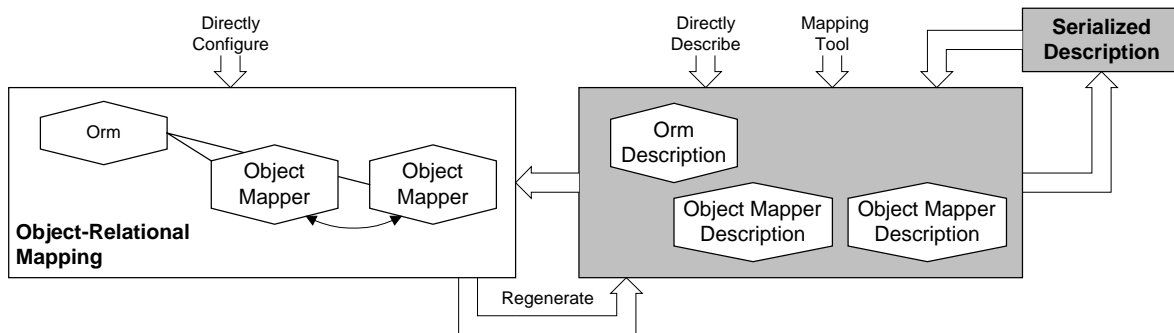 Directly
Configure
Directly
Describe
Mapping
Tool
Serialized
Description
Orm
Object
Mapper
Object
Mapper
Object-Relational
Mapping
Orm
Description
Object Mapper
Description
Object Mapper
Description
Regenerate